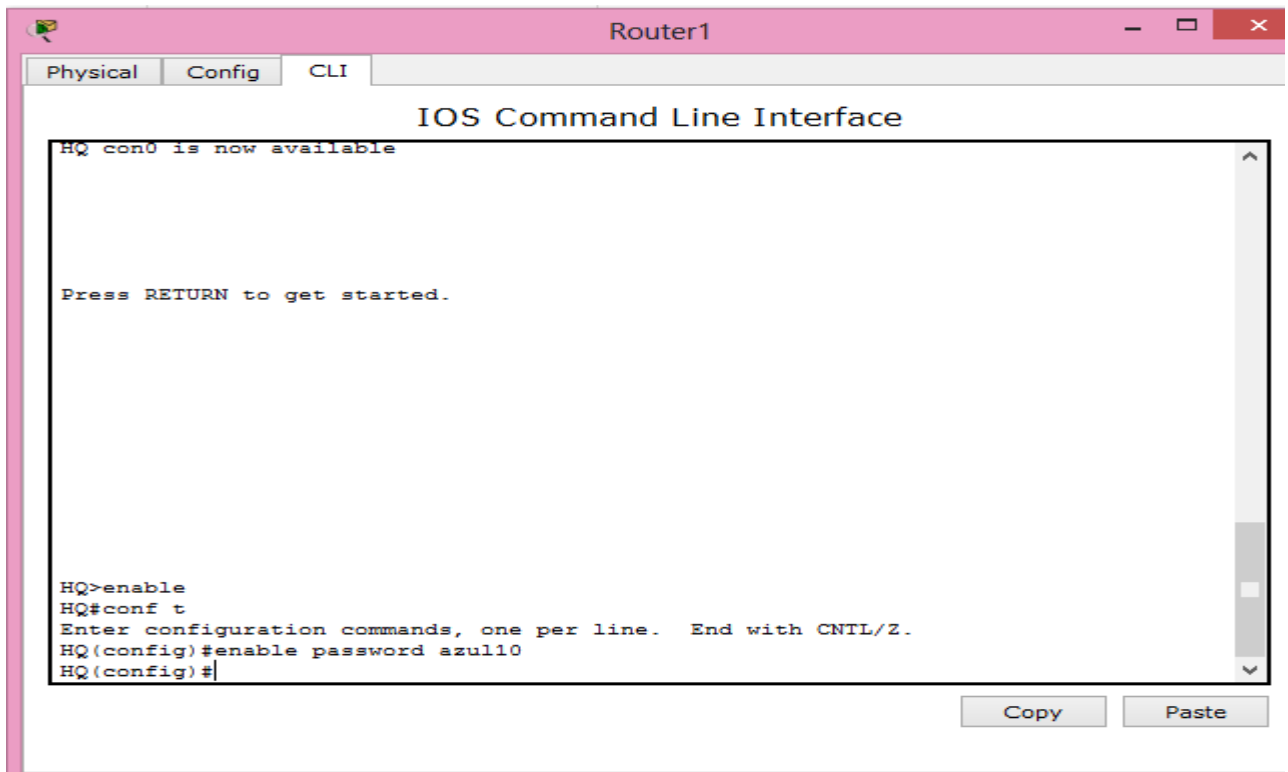 Router1
Physical Config CLI
IOS Command Line Interface
HQ con0 is now available
Press RETURN to get started.
HQ>enable
HQ#conf t
Enter configuration commands, one per line.  End with CNTL/Z.
HQ(config)#enable password azul10
HQ(config)#
Copy Paste